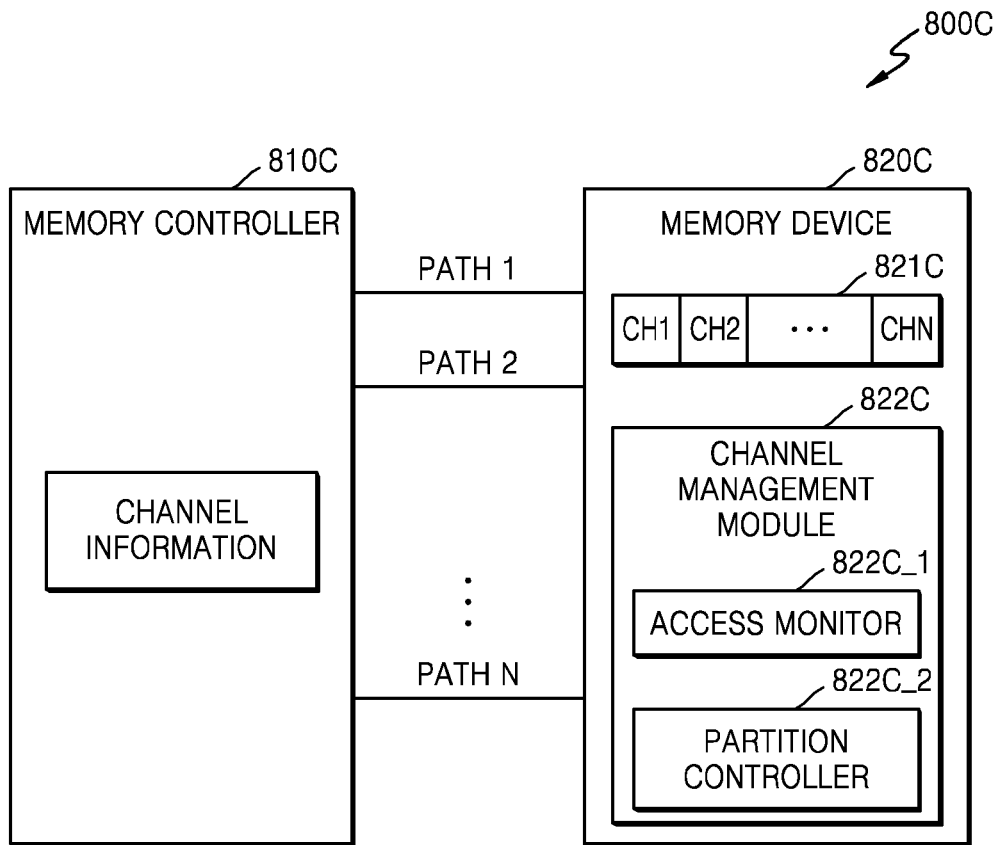 800C
810C
MEMORY CONTROLLER
CHANNEL
INFORMATION
PATH 1
PATH 2
PATH N
820C
MEMORY DEVICE
821C
CH1 CH2 ··· CHN
822C
CHANNEL
MANAGEMENT
MODULE
822C_1
ACCESS MONITOR
822C_2
PARTITION
CONTROLLER